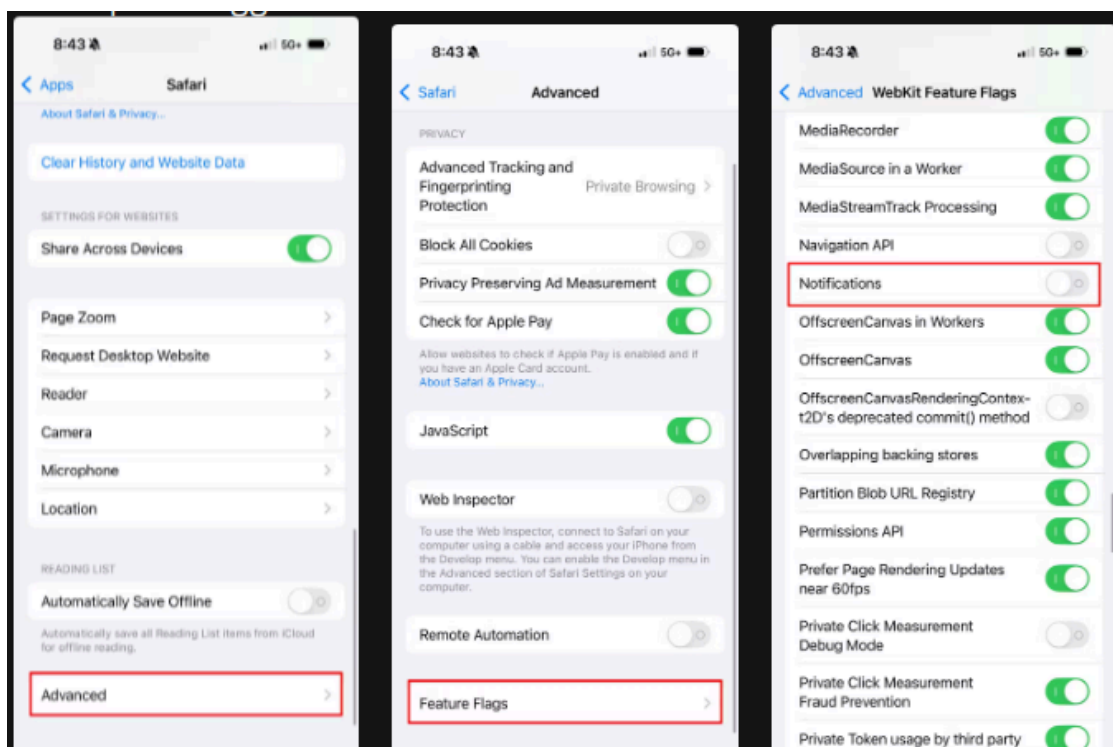 8:43
5G+
Apps
Safari
About Safari & Privacy...
Clear History and Website Data
SETTINGS FOR WEBSITES
Share Across Devices
Page Zoom
Request Desktop Website
Reader
Camera
Microphone
Location
READING LIST
Automatically Save Offline
Automatically save all Reading List items from iCloud
for offline reading.
Advanced
8:43
5G+
Safari
Advanced
PRIVACY
Advanced Tracking and
Fingerprinting
Protection
Private Browsing
Block All Cookies
Privacy Preserving Ad Measurement
Check for Apple Pay
Allow websites to check if Apple Pay is enabled and if
you have an Apple Card account.
About Safari & Privacy...
JavaScript
Web Inspector
To use the Web Inspector, connect to Safari on your
computer using a cable and access your iPhone from
the Develop menu. You can enable the Develop menu in
the Advanced section of Safari Settings on your
computer.
Remote Automation
Feature Flags
8:43
5G+
Advanced
WebKit Feature Flags
MediaRecorder
MediaSource in a Worker
MediaStreamTrack Processing
Navigation API
Notifications
OffscreenCanvas in Workers
OffscreenCanvas
OffscreenCanvasRenderingContex-
t2D's deprecated commit() method
Overlapping backing stores
Partition Blob URL Registry
Permissions API
Prefer Page Rendering Updates
near 60fps
Private Click Measurement
Debug Mode
Private Click Measurement
Fraud Prevention
Private Token usage by third party